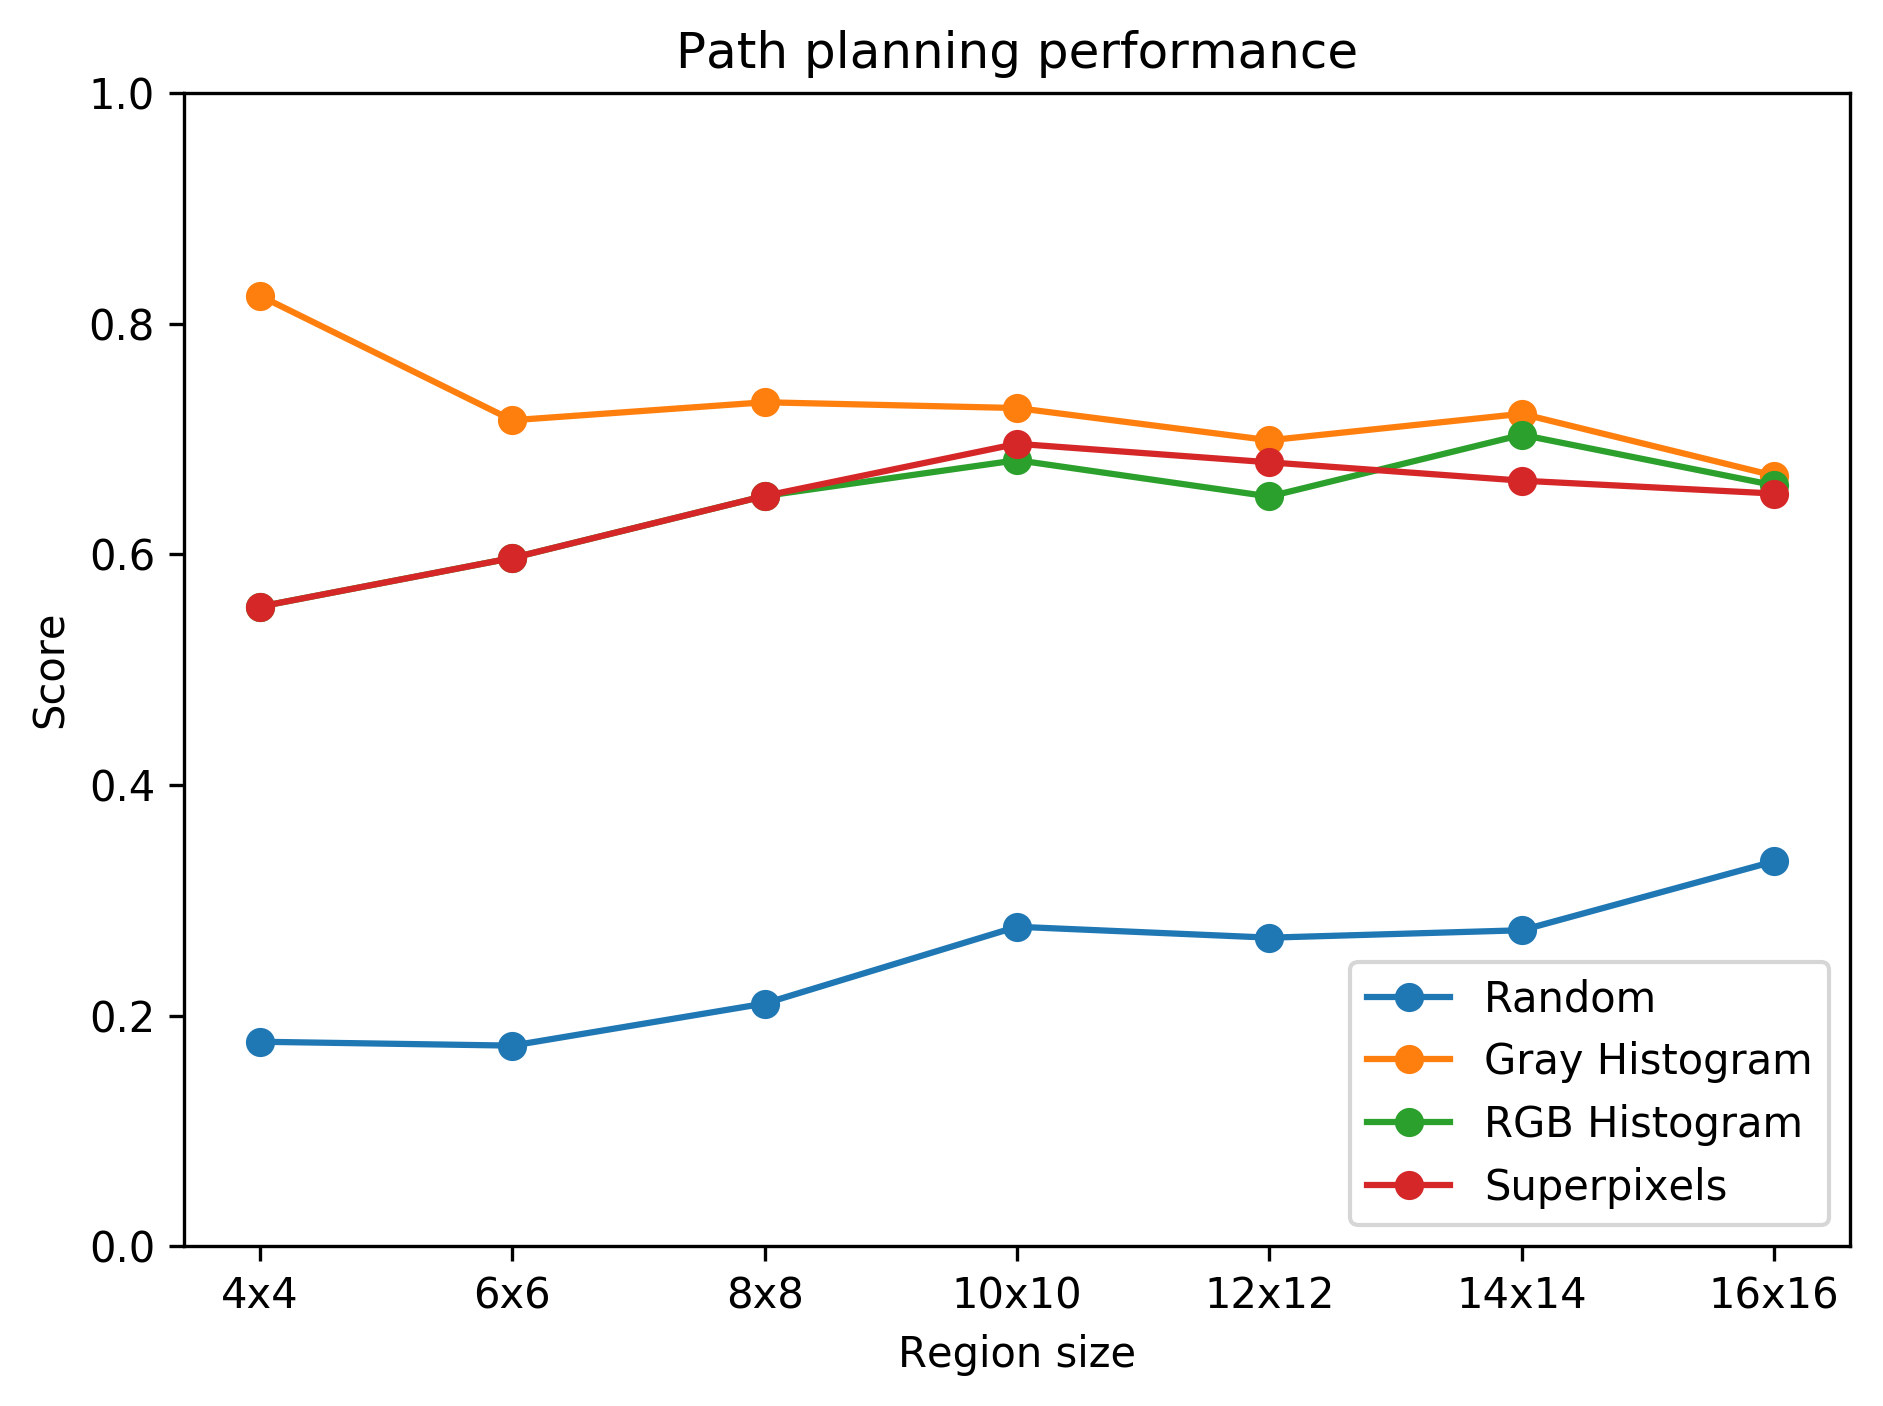 Path planning performance
1.0
0.8
0.6
0.4
0.2
0.0
Score
4x4 6x6 8x8 10x10 12x12 14x14 16x16
Region size
Random
Gray Histogram
RGB Histogram
Superpixels